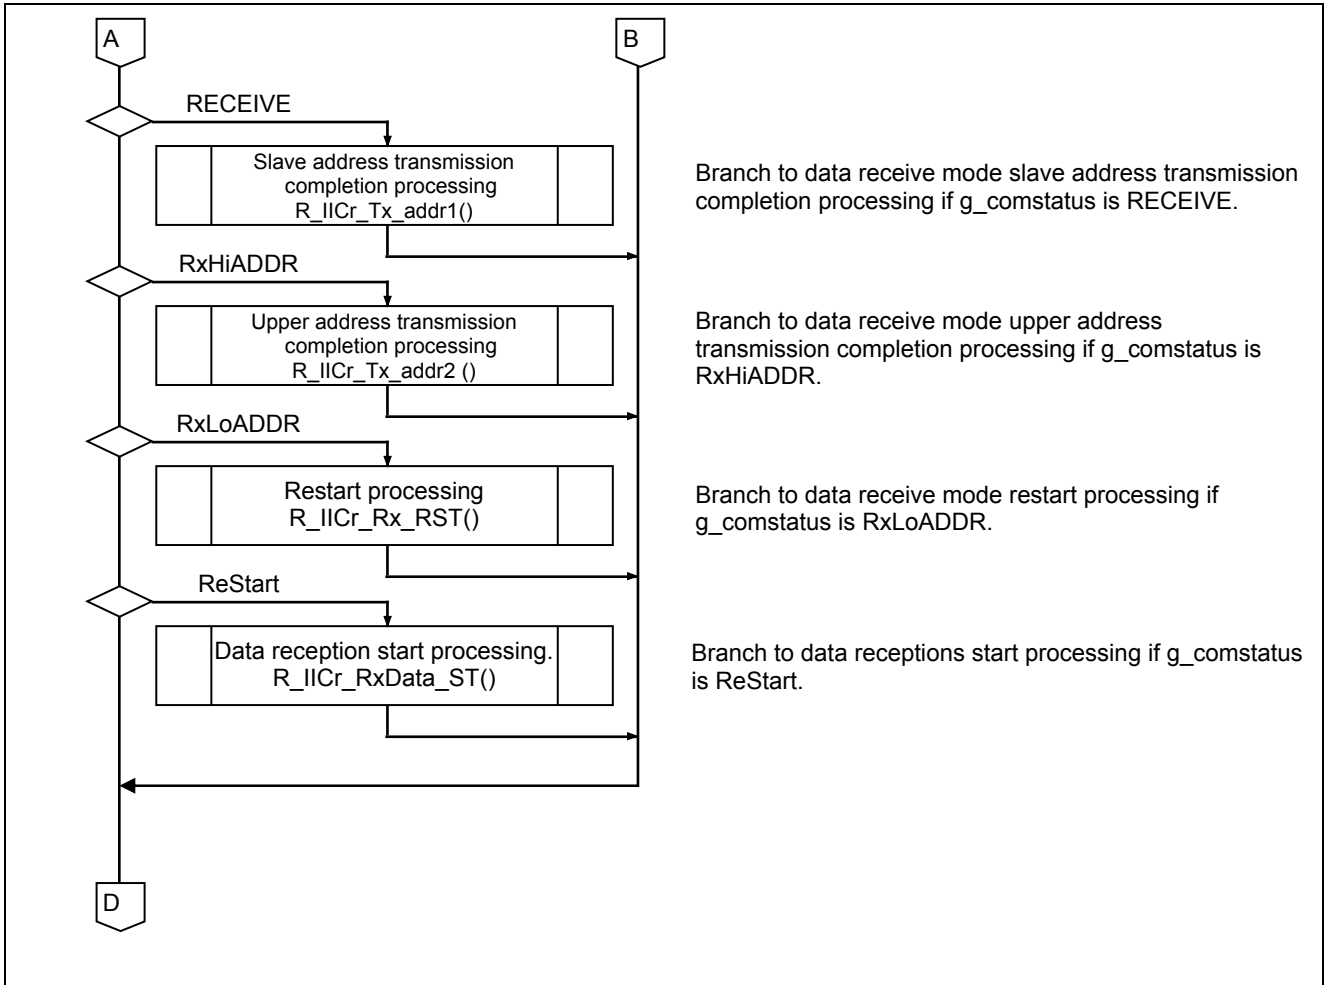 A
B
RECEIVE
Slave address transmission
completion processing
R_IICr_Tx_addr1()
Branch to data receive mode slave address transmission
completion processing if g_comstatus is RECEIVE.
RxHiADDR
Upper address transmission
completion processing
R_IICr_Tx_addr2 ()
Branch to data receive mode upper address
transmission completion processing if g_comstatus is
RxHiADDR.
RxLoADDR
Restart processing
R_IICr_Rx_RST()
Branch to data receive mode restart processing if
g_comstatus is RxLoADDR.
ReStart
Data reception start processing.
R_IICr_RxData_ST()
Branch to data receptions start processing if g_comstatus
is ReStart.
D